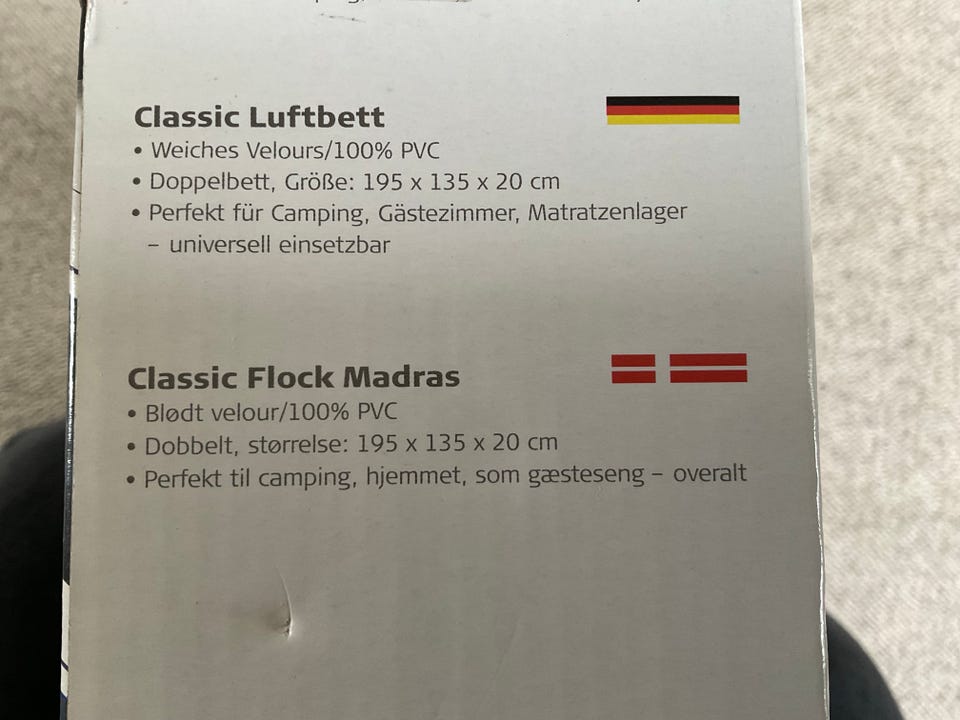 Classic Luftbett
• Weiches Velours/100% PVC
• Doppelbett, Größe: 195 x 135 x 20 cm
• Perfekt für Camping, Gästezimmer, Matratzenlager
– universell einsetzbar
Classic Flock Madras
• Blødt velour/100% PVC
• Dobbelt, størrelse: 195 x 135 x 20 cm
• Perfekt til camping, hjemmet, som gæsteseng – overalt